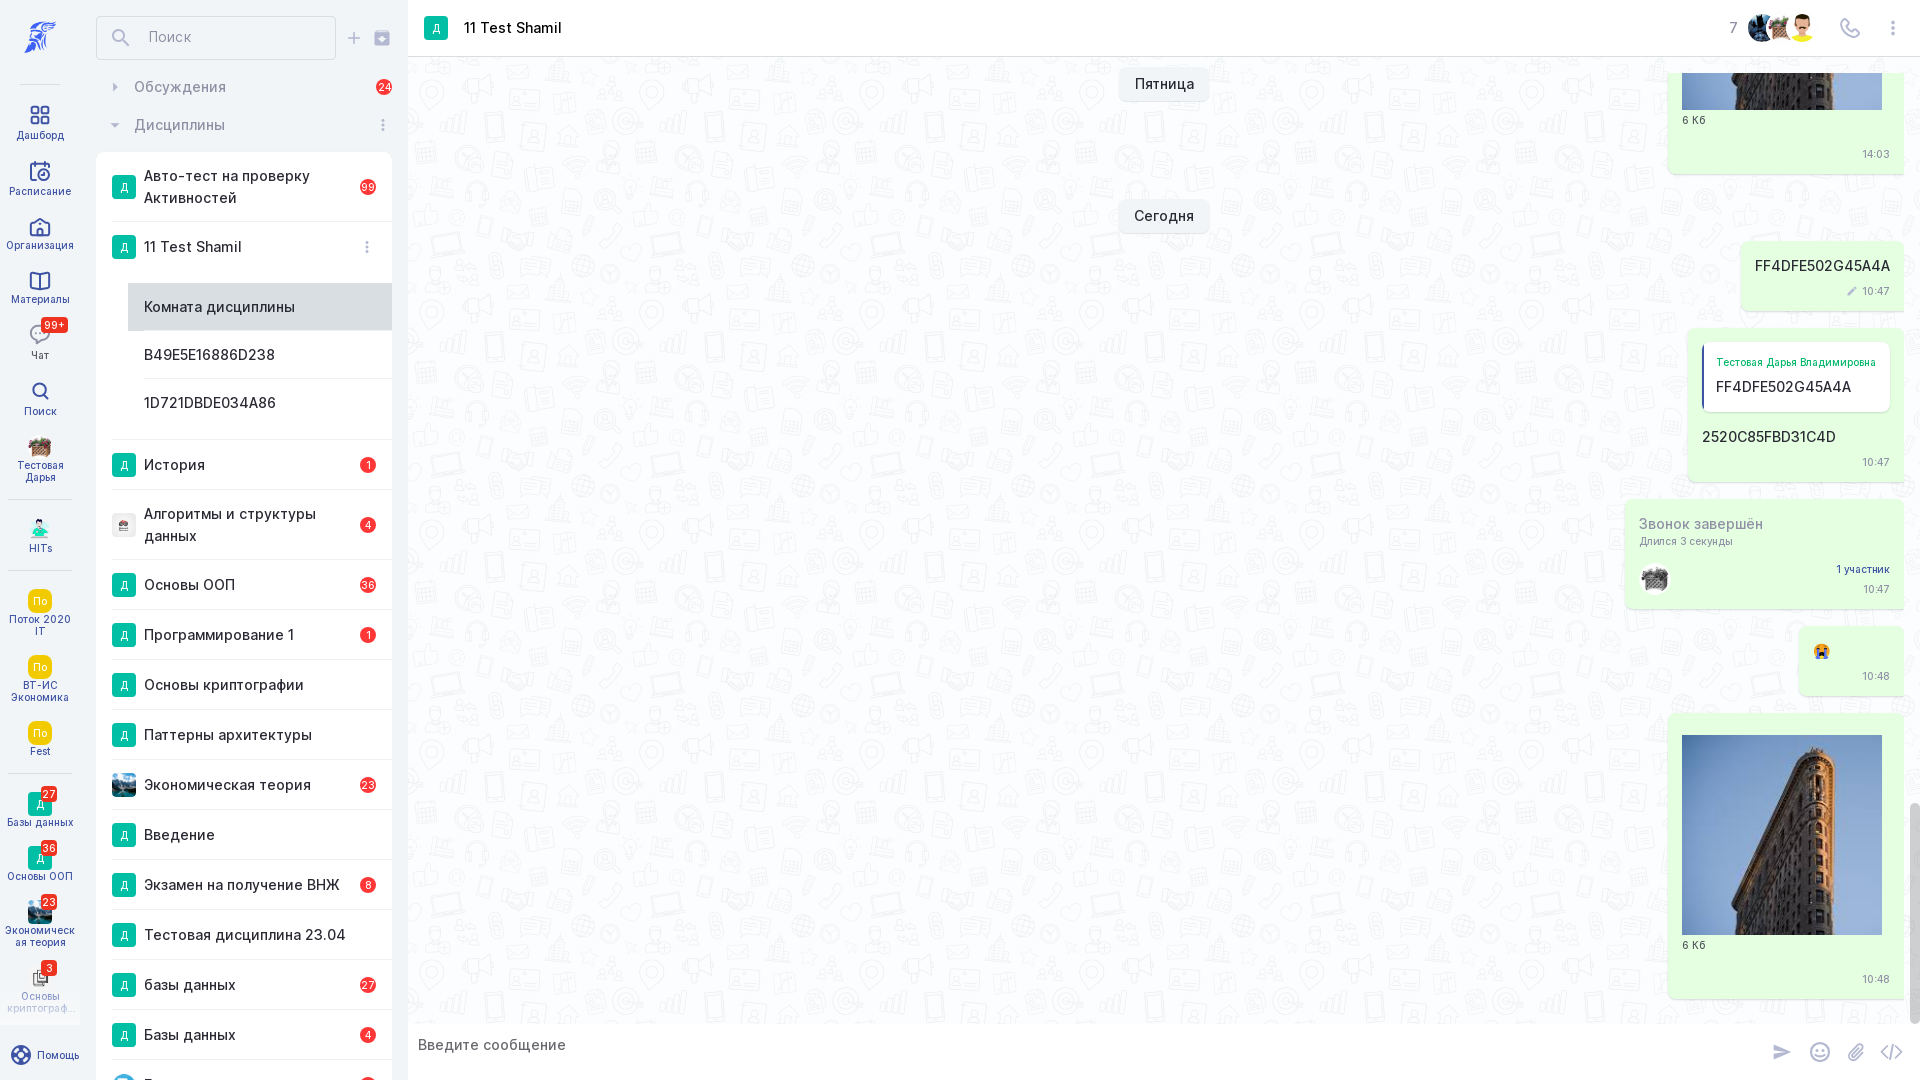 Дашборд
Расписание
Организация
Материалы
99+
Чат
Поиск
Тестовая
Дарья
HITs
По
Поток 2020
IT
По
ВТ-ИС
Экономика
По
Fest
27
Д
Базы данных
36
Д
Основы ООП
23
Экономическ
ая теория
3
Основы
криптограф...
Помощь
Поиск
Обсуждения
24
Дисциплины
Д
Авто-тест на проверку
Активностей
99
Д
11 Test Shamil
Комната дисциплины
B49E5E16886D238
1D721DBDE034A86
Д
История
1
Алгоритмы и структуры
данных
4
Д
Основы ООП
36
Д
Программирование 1
1
Д
Основы криптографии
Д
Паттерны архитектуры
Экономическая теория
23
Д
Введение
Д
Экзамен на получение ВНЖ
8
Д
Тестовая дисциплина 23.04
Д
базы данных
27
Д
Базы данных
4
Д
11 Test Shamil
7
Пятница
6 Кб
14:03
Сегодня
FF4DFE502G45A4A
10:47
Тестовая Дарья Владимировна
FF4DFE502G45A4A
2520C85FBD31C4D
10:47
Звонок завершён
Длился 3 секунды
1 участник
10:47
10:48
6 Кб
10:48
Введите сообщение